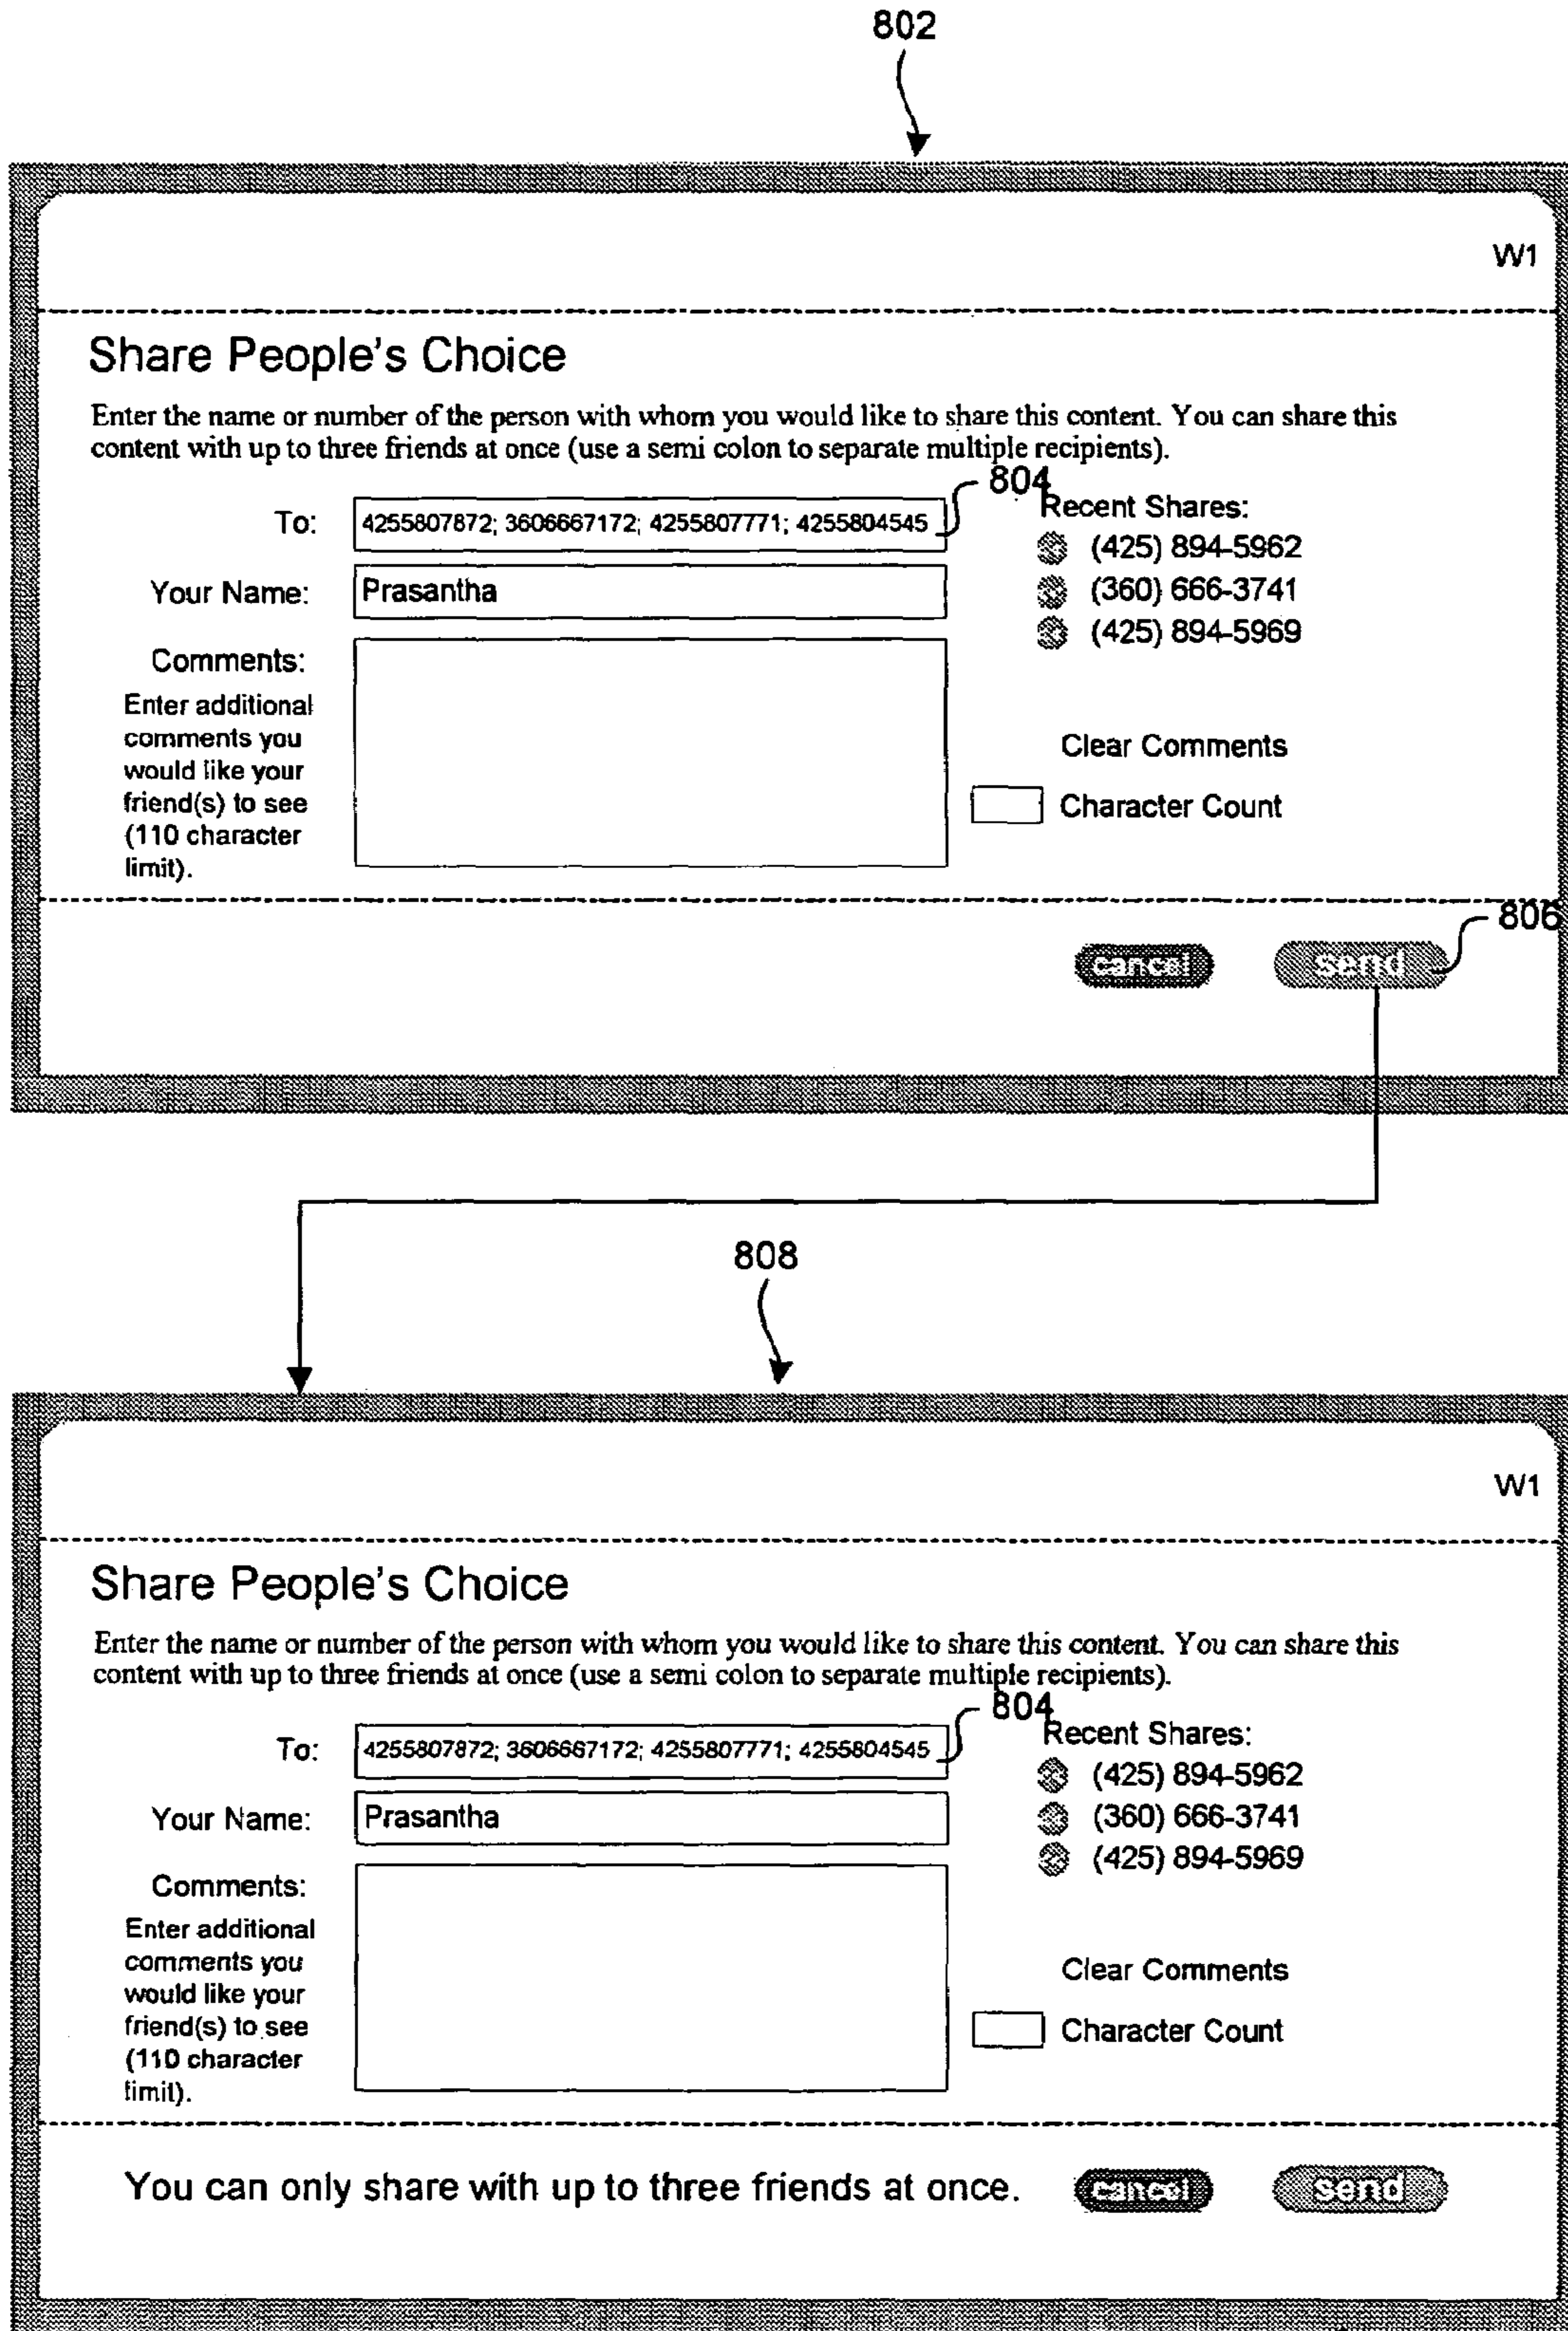 802
W1
Share People's Choice
Enter the name or number of the person with whom you would like to share this content. You can share this
content with up to three friends at once (use a semi colon to separate multiple recipients).
804
To:
4255807872; 3606667172; 4255807771; 4255804545
Recent Shares:
(425) 894-5962
(360) 666-3741
(425) 894-5969
Your Name:
Prasantha
Comments:
Enter additional
comments you
would like your
friend(s) to see
(110 character
limit).
Clear Comments
Character Count
806
cancel
send
808
W1
Share People's Choice
Enter the name or number of the person with whom you would like to share this content. You can share this
content with up to three friends at once (use a semi colon to separate multiple recipients).
804
To:
4255807872; 3606667172; 4255807771; 4255804545
Recent Shares:
(425) 894-5962
(360) 666-3741
(425) 894-5969
Your Name:
Prasantha
Comments:
Enter additional
comments you
would like your
friend(s) to see
(110 character
limit).
Clear Comments
Character Count
You can only share with up to three friends at once.
cancel
send